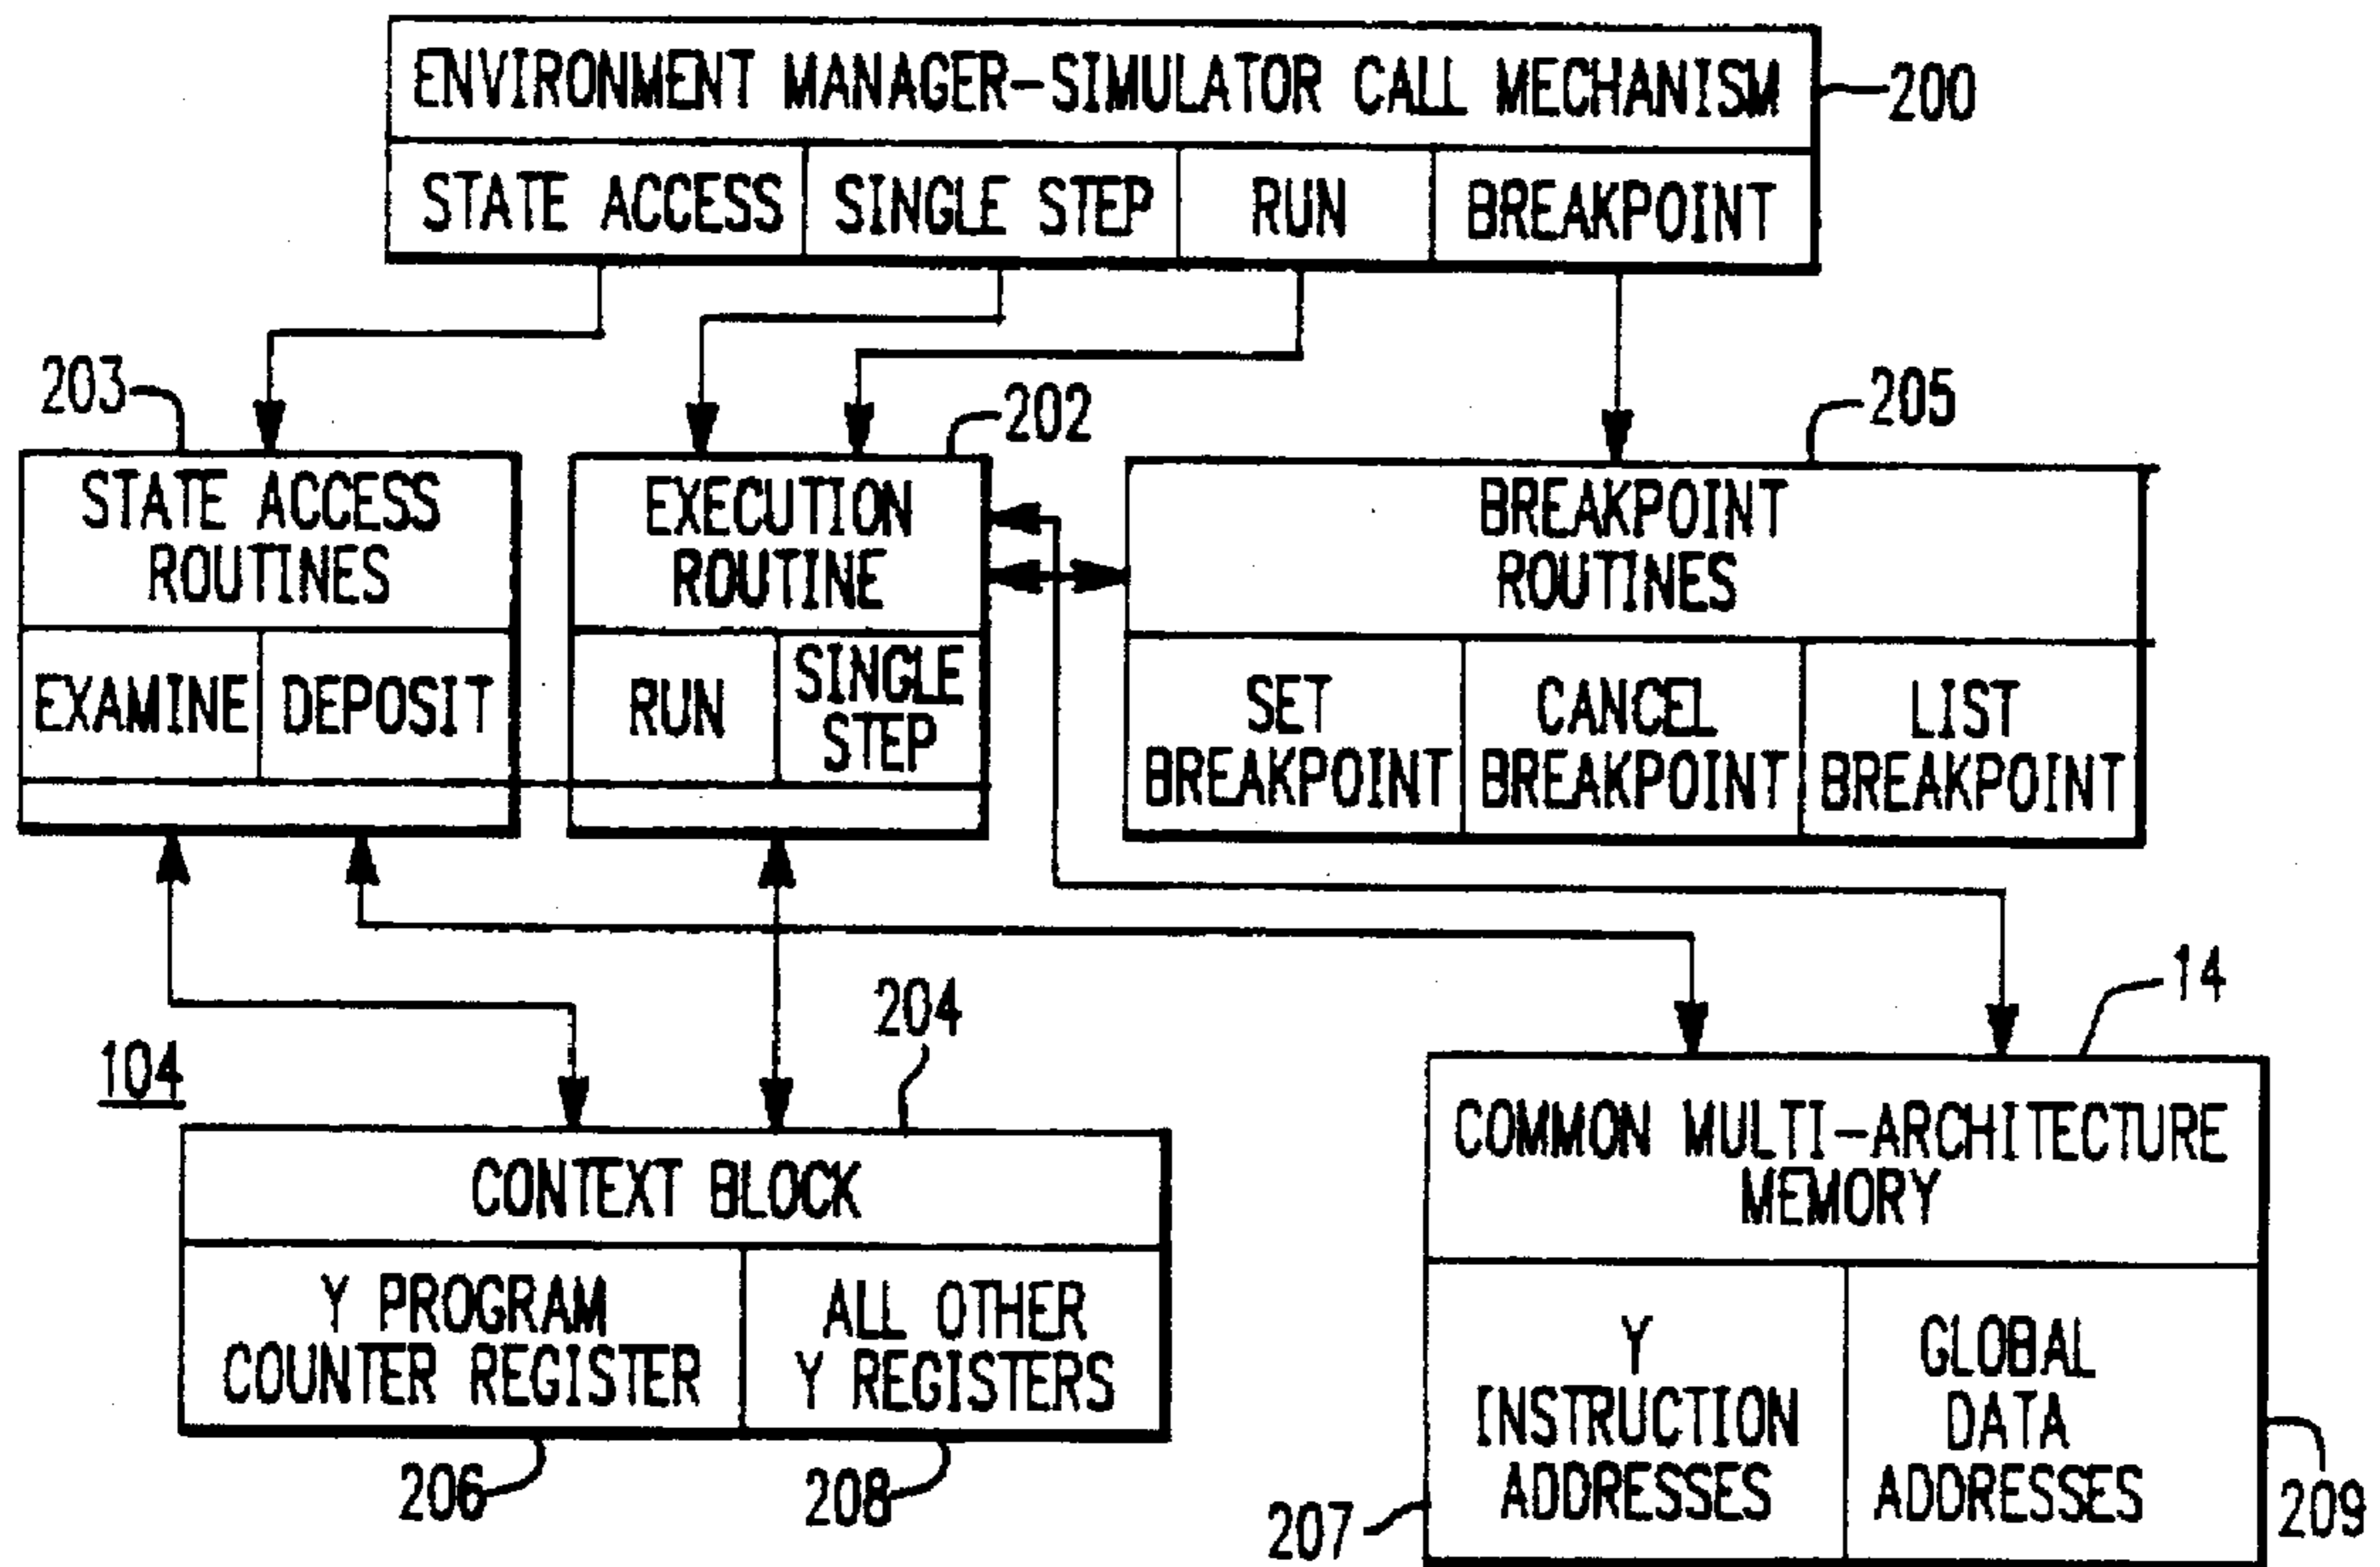 ENVIRONMENT MANAGER-SIMULATOR CALL MECHANISM
200
STATE ACCESS
SINGLE STEP
RUN
BREAKPOINT
203
202
205
STATE ACCESS
ROUTINES
EXAMINE
DEPOSIT
EXECUTION
ROUTINE
RUN
SINGLE
STEP
BREAKPOINT
ROUTINES
SET
BREAKPOINT
CANCEL
BREAKPOINT
LIST
BREAKPOINT
104
204
14
CONTEXT BLOCK
Y PROGRAM
COUNTER REGISTER
ALL OTHER
Y REGISTERS
206
208
COMMON MULTI-ARCHITECTURE
MEMORY
Y
INSTRUCTION
ADDRESSES
GLOBAL
DATA
ADDRESSES
207
209